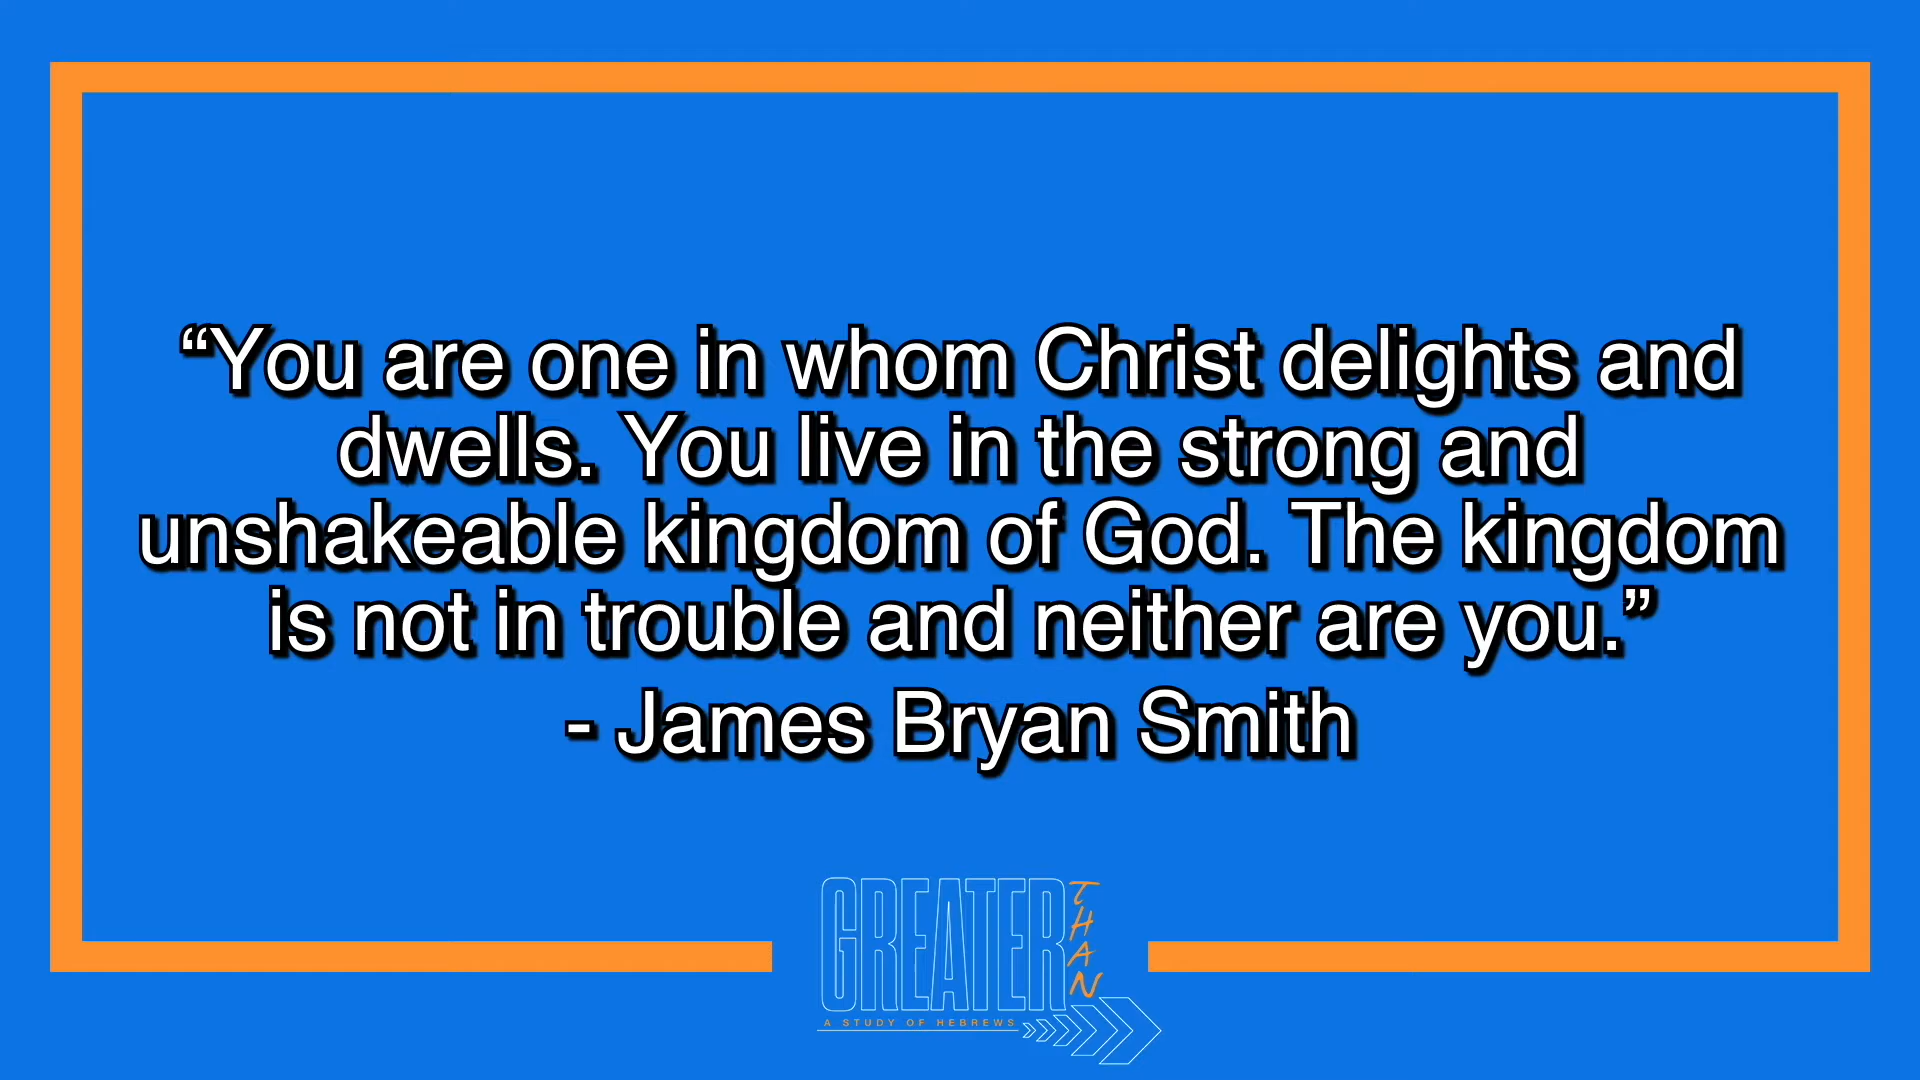 “You are one in whom Christ delights and
dwells. You live in the strong and
unshakeable kingdom of God. The kingdom
is not in trouble and neither are you.”
- James Bryan Smith
GREATER
THAN
A STUDY OF HEBREWS